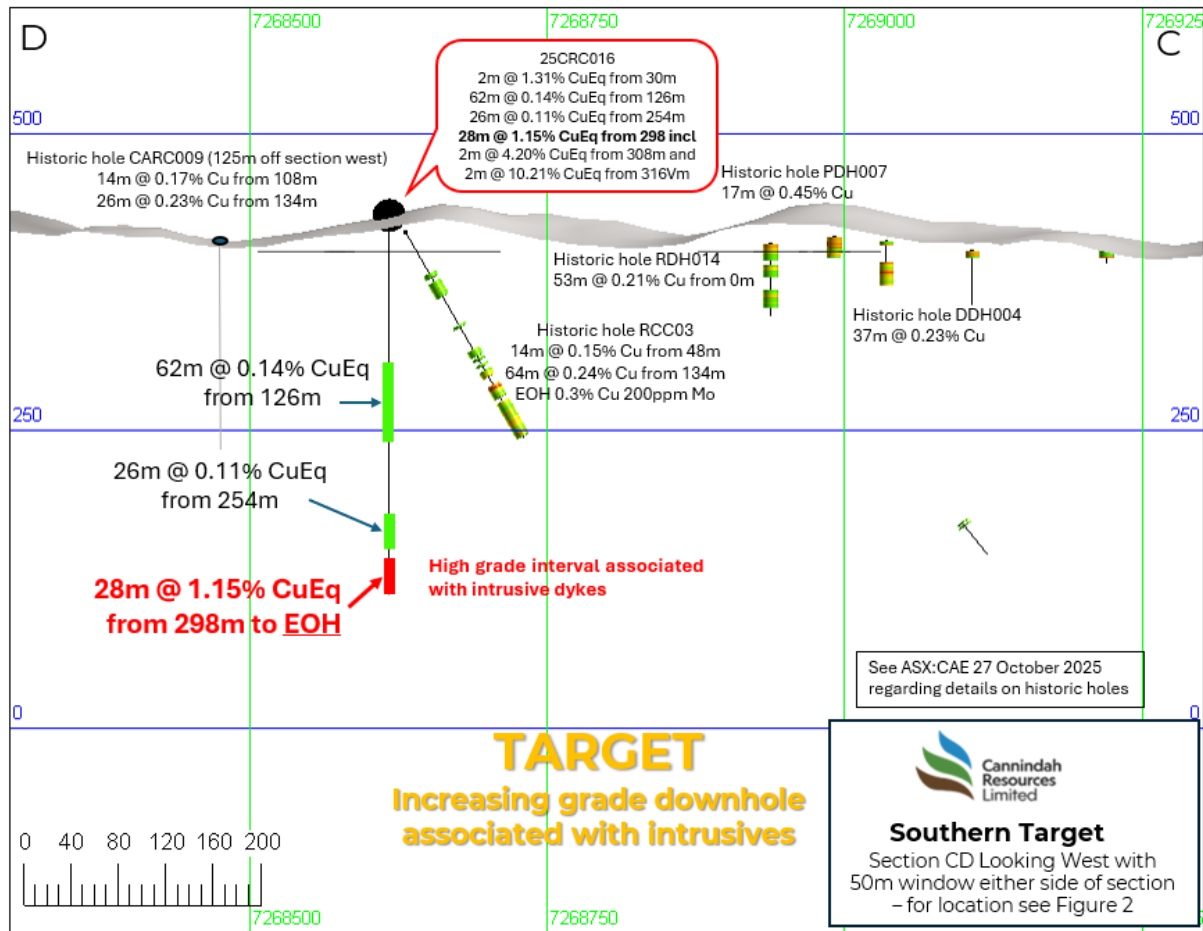 D
C
7268500
7268750
7269000
726925
25CRC016
2m @ 1.31% CuEq from 30m
62m @ 0.14% CuEq from 126m
26m @ 0.11% CuEq from 254m
28m @ 1.15% CuEq from 298 incl
2m @ 4.20% CuEq from 308m and
2m @ 10.21% CuEq from 316Vm
500
500
Historic hole CARC009 (125m off section west)
14m @ 0.17% Cu from 108m
26m @ 0.23% Cu from 134m
Historic hole PDH007
17m @ 0.45% Cu
Historic hole RDH014
53m @ 0.21% Cu from 0m
Historic hole DDH004
37m @ 0.23% Cu
Historic hole RCC03
14m @ 0.15% Cu from 48m
64m @ 0.24% Cu from 134m
EOH 0.3% Cu 200ppm Mo
62m @ 0.14% CuEq
from 126m
250
250
26m @ 0.11% CuEq
from 254m
28m @ 1.15% CuEq
from 298m to EOH
High grade interval associated
with intrusive dykes
See ASX:CAE 27 October 2025
regarding details on historic holes
0
0
TARGET
Increasing grade downhole
associated with intrusives
Cannindah
Resources
Limited
Southern Target
Section CD Looking West with
50m window either side of section
– for location see Figure 2
0 40 80 120 160 200
7268500
7268750